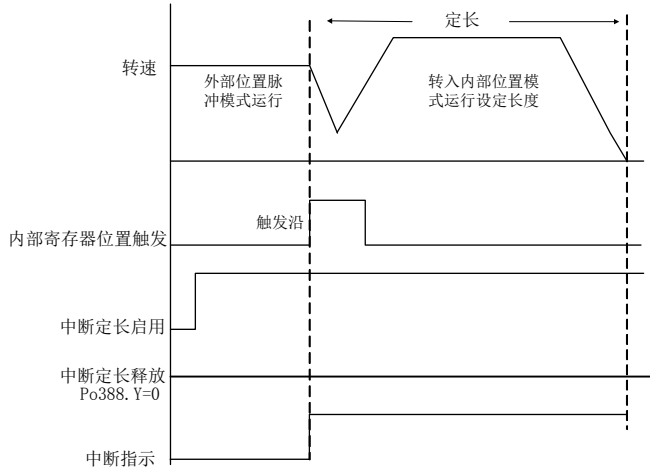 定长
转速
外部位置脉
冲模式运行
转入内部位置模
式运行设定长度
触发沿
内部寄存器位置触发
中断定长启用
中断定长释放
Po388.Y=0
中断指示